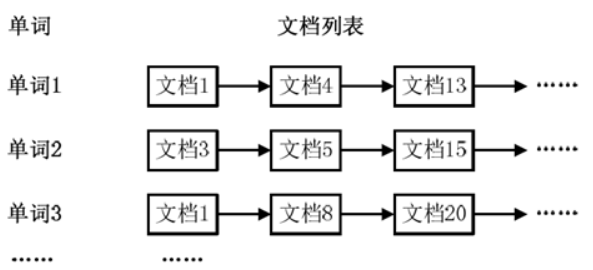 单词 文档列表
单词1 文档1 文档4 文档13 ……
单词2 文档3 文档5 文档15 ……
单词3 文档1 文档8 文档20 ……
…… ……